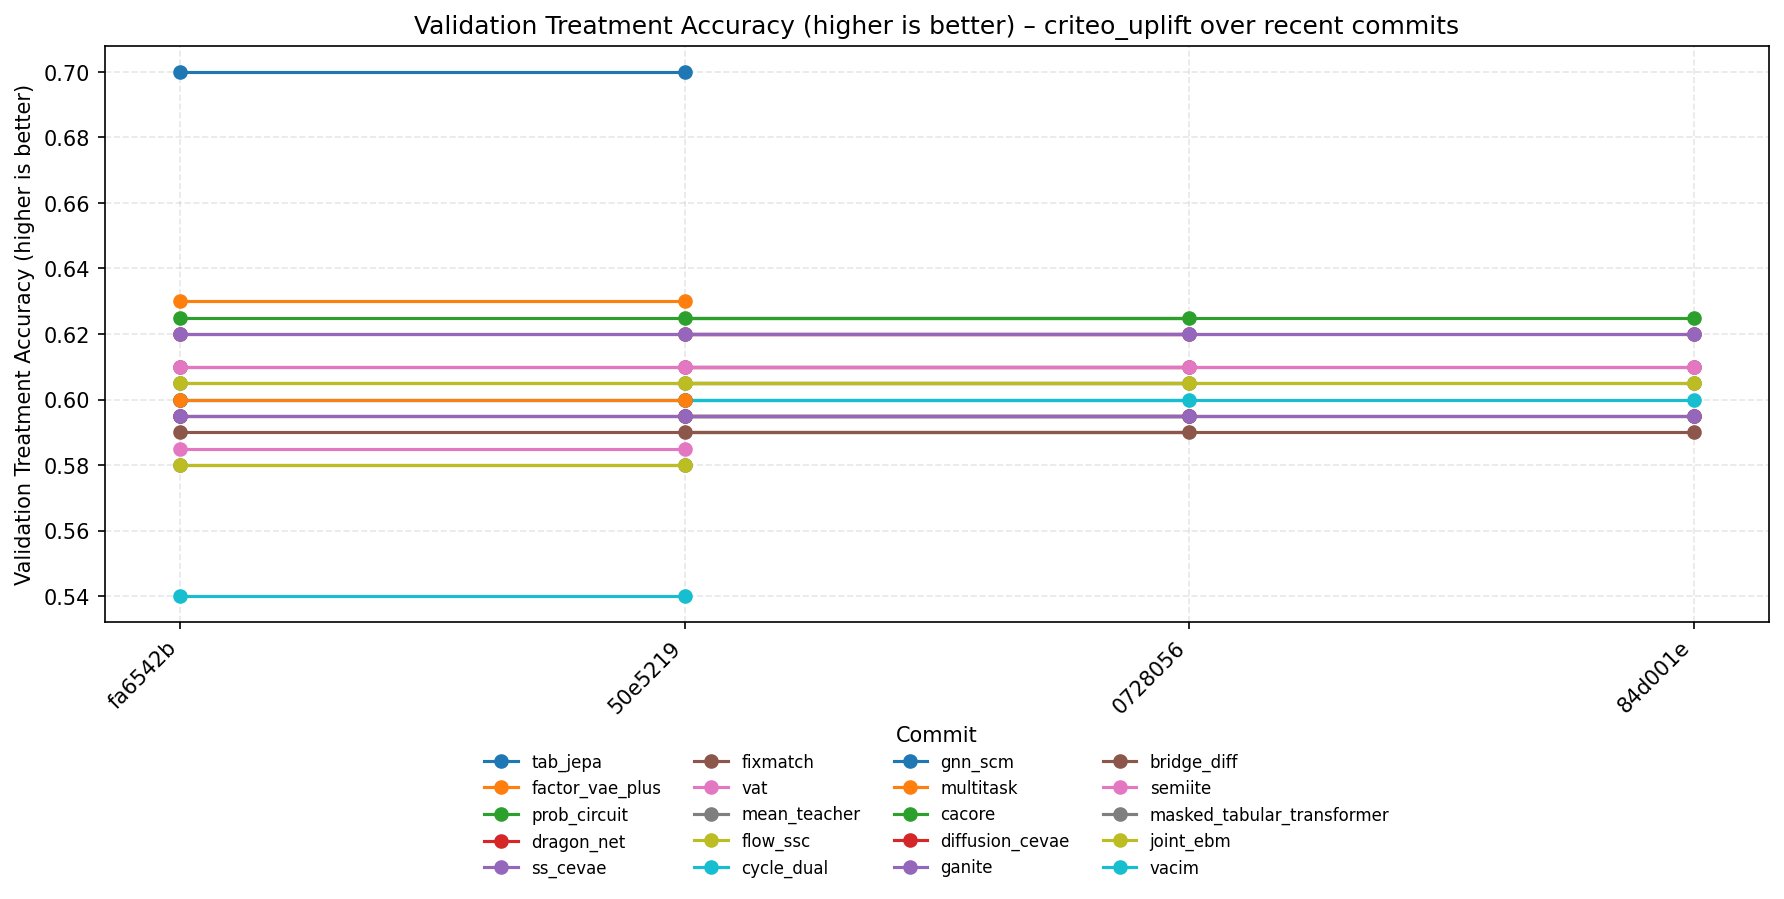 Validation Treatment Accuracy (higher is better) – criteo_uplift over recent commits
Validation Treatment Accuracy (higher is better)
0.70
0.68
0.66
0.64
0.62
0.60
0.58
0.56
0.54
fa6542b
50e5219
0728056
84d001e
Commit
tab_jepa
factor_vae_plus
prob_circuit
dragon_net
ss_cevae
fixmatch
vat
mean_teacher
flow_ssc
cycle_dual
gnn_scm
multitask
cacore
diffusion_cevae
ganite
bridge_diff
semiite
masked_tabular_transformer
joint_ebm
vacim